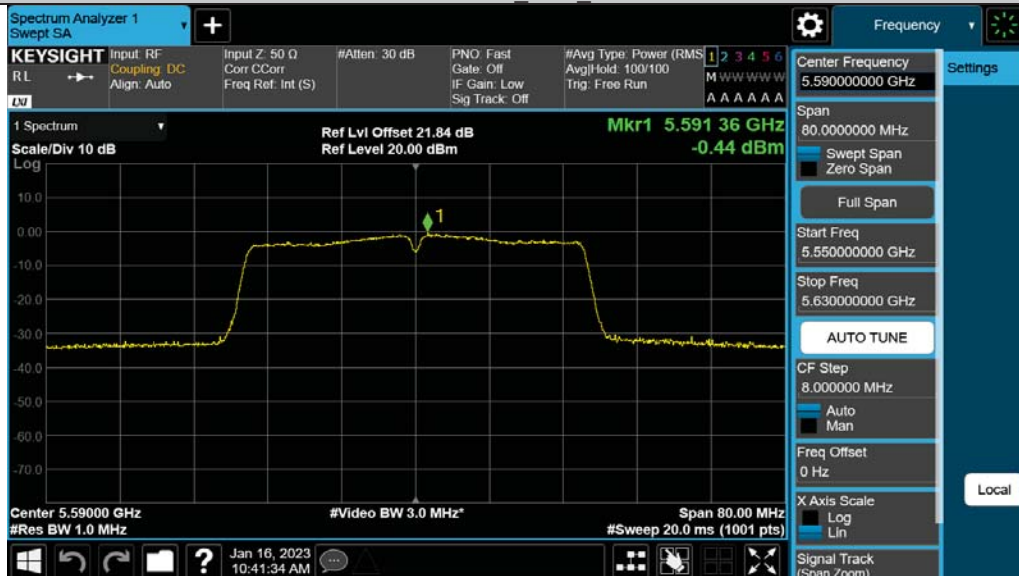 Spectrum Analyzer 1
Swept SA
+
Frequency
KEYSIGHT Input: RF Input Z: 50 Ω #Atten: 30 dB PNO: Fast #Avg Type: Power (RMS 1 2 3 4 5 6
RL Coupling: DC Corr CCorr Gate: Off Avg|Hold: 100/100 M W W W W W
Align: Auto Freq Ref: Int (S) IF Gain: Low Trig: Free Run
LXI Sig Track: Off A A A A A A
1 Spectrum
Scale/Div 10 dB
Ref Lvl Offset 21.84 dB
Ref Level 20.00 dBm
Mkr1 5.591 36 GHz
-0.44 dBm
Log
10.0
0.00
-10.0
-20.0
-30.0
-40.0
-50.0
-60.0
-70.0
1
Center 5.59000 GHz #Video BW 3.0 MHz* Span 80.00 MHz
#Res BW 1.0 MHz #Sweep 20.0 ms (1001 pts)
? Jan 16, 2023
10:41:34 AM
Center Frequency
5.590000000 GHz
Span
80.0000000 MHz
Swept Span
Zero Span
Full Span
Start Freq
5.550000000 GHz
Stop Freq
5.630000000 GHz
AUTO TUNE
CF Step
8.000000 MHz
Auto
Man
Freq Offset
0 Hz
X Axis Scale
Log
Lin
Signal Track
(Span Zoom)
Settings
Local